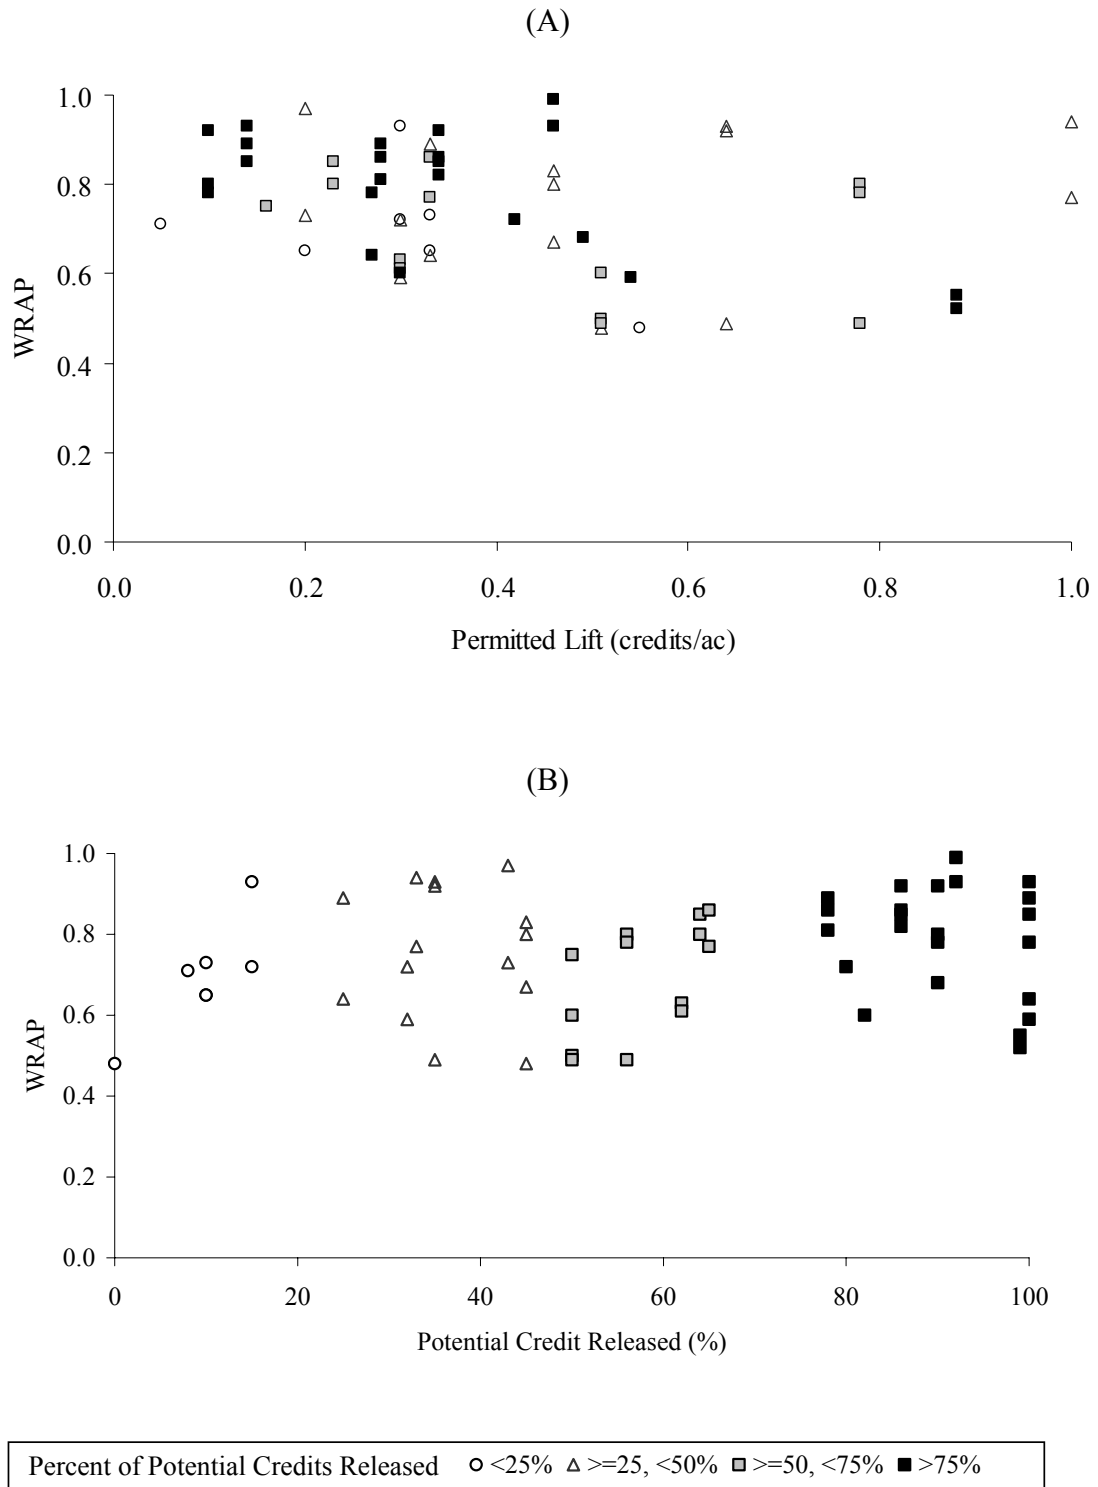 (A)
1.0
0.8
0.6
0.4
0.2
0.0
WRAP
0.0 0.2 0.4 0.6 0.8 1.0
Permitted Lift (credits/ac)
(B)
1.0
0.8
0.6
0.4
0.2
0.0
WRAP
0 20 40 60 80 100
Potential Credit Released (%)
Percent of Potential Credits Released <25% >=25, <50% >=50, <75% >75%